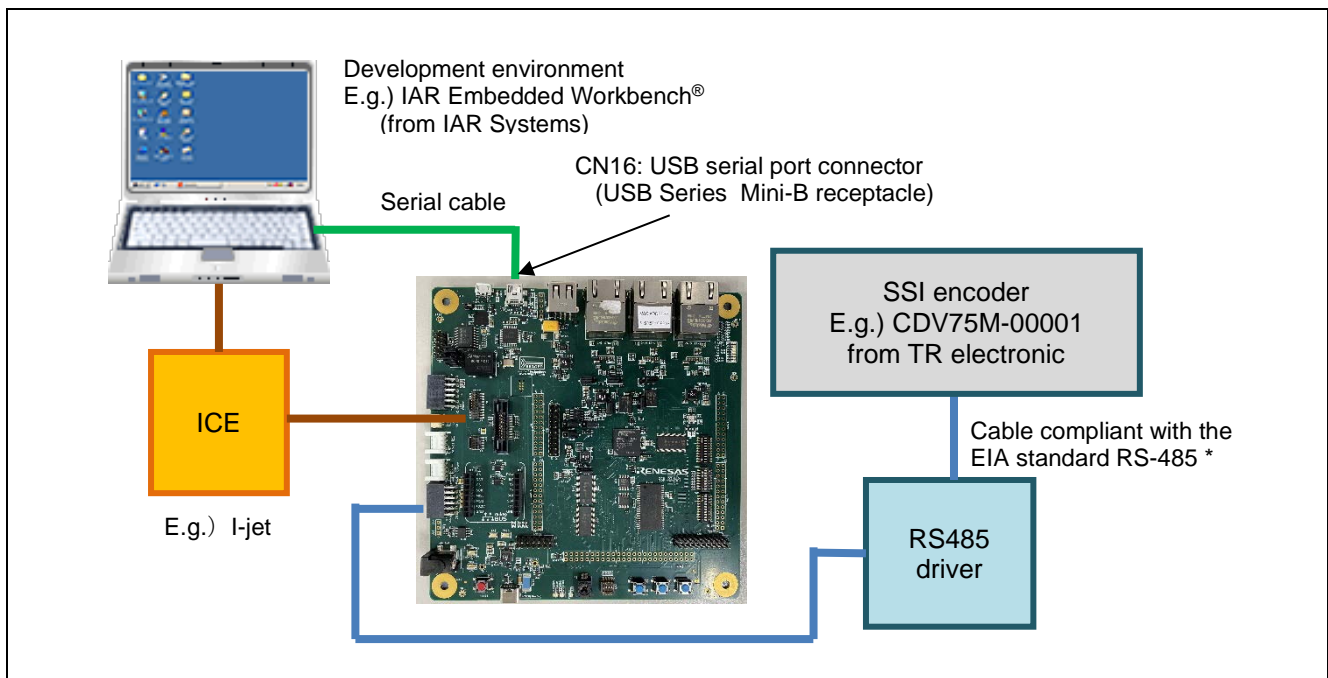 Development environment
E.g.) IAR Embedded Workbench®
(from IAR Systems)
CN16: USB serial port connector
(USB Series Mini-B receptacle)
Serial cable
SSI encoder
E.g.) CDV75M-00001
from TR electronic
ICE
E.g.）I-jet
Cable compliant with the
EIA standard RS-485 *
RENESAS
RS485
driver